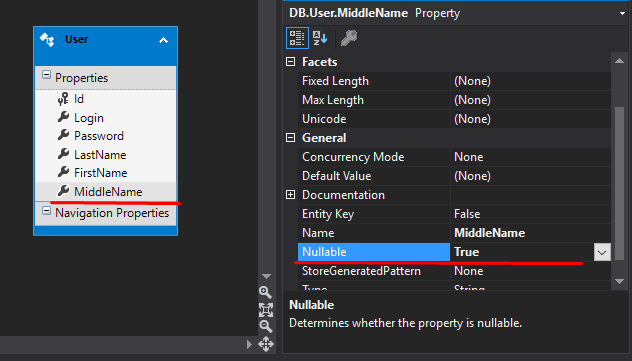 User
Properties
Id
Login
Password
LastName
FirstName
MiddleName
Navigation Properties
DB.User.MiddleName Property
Facets
Fixed Length (None)
Max Length (None)
Unicode (None)
General
Concurrency Mode None
Default Value (None)
Documentation
Entity Key False
Name MiddleName
Nullable True
StoreGeneratedPattern None
Type String
Nullable
Determines whether the property is nullable.